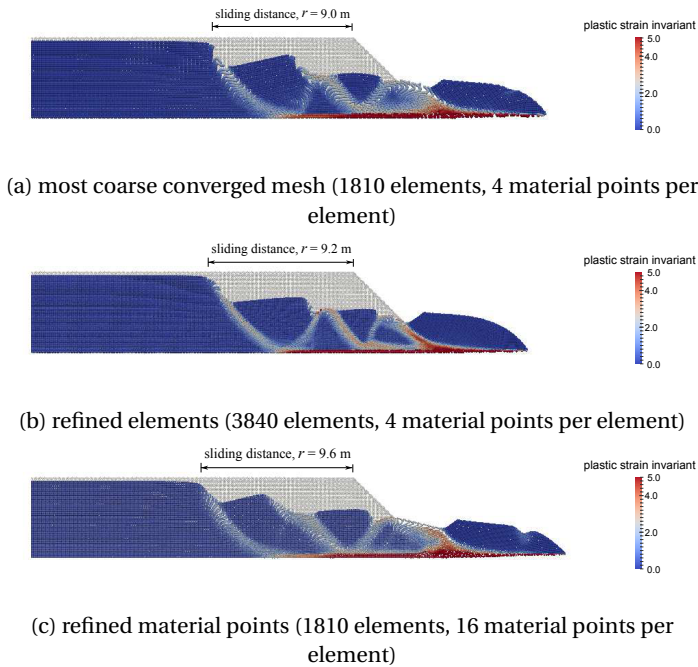 sliding distance, r = 9.0 m
plastic strain invariant
5.0
4.0
2.0
0.0
(a) most coarse converged mesh (1810 elements, 4 material points per
element)
sliding distance, r = 9.2 m
plastic strain invariant
5.0
4.0
2.0
0.0
(b) refined elements (3840 elements, 4 material points per element)
sliding distance, r = 9.6 m
plastic strain invariant
5.0
4.0
2.0
0.0
(c) refined material points (1810 elements, 16 material points per
element)